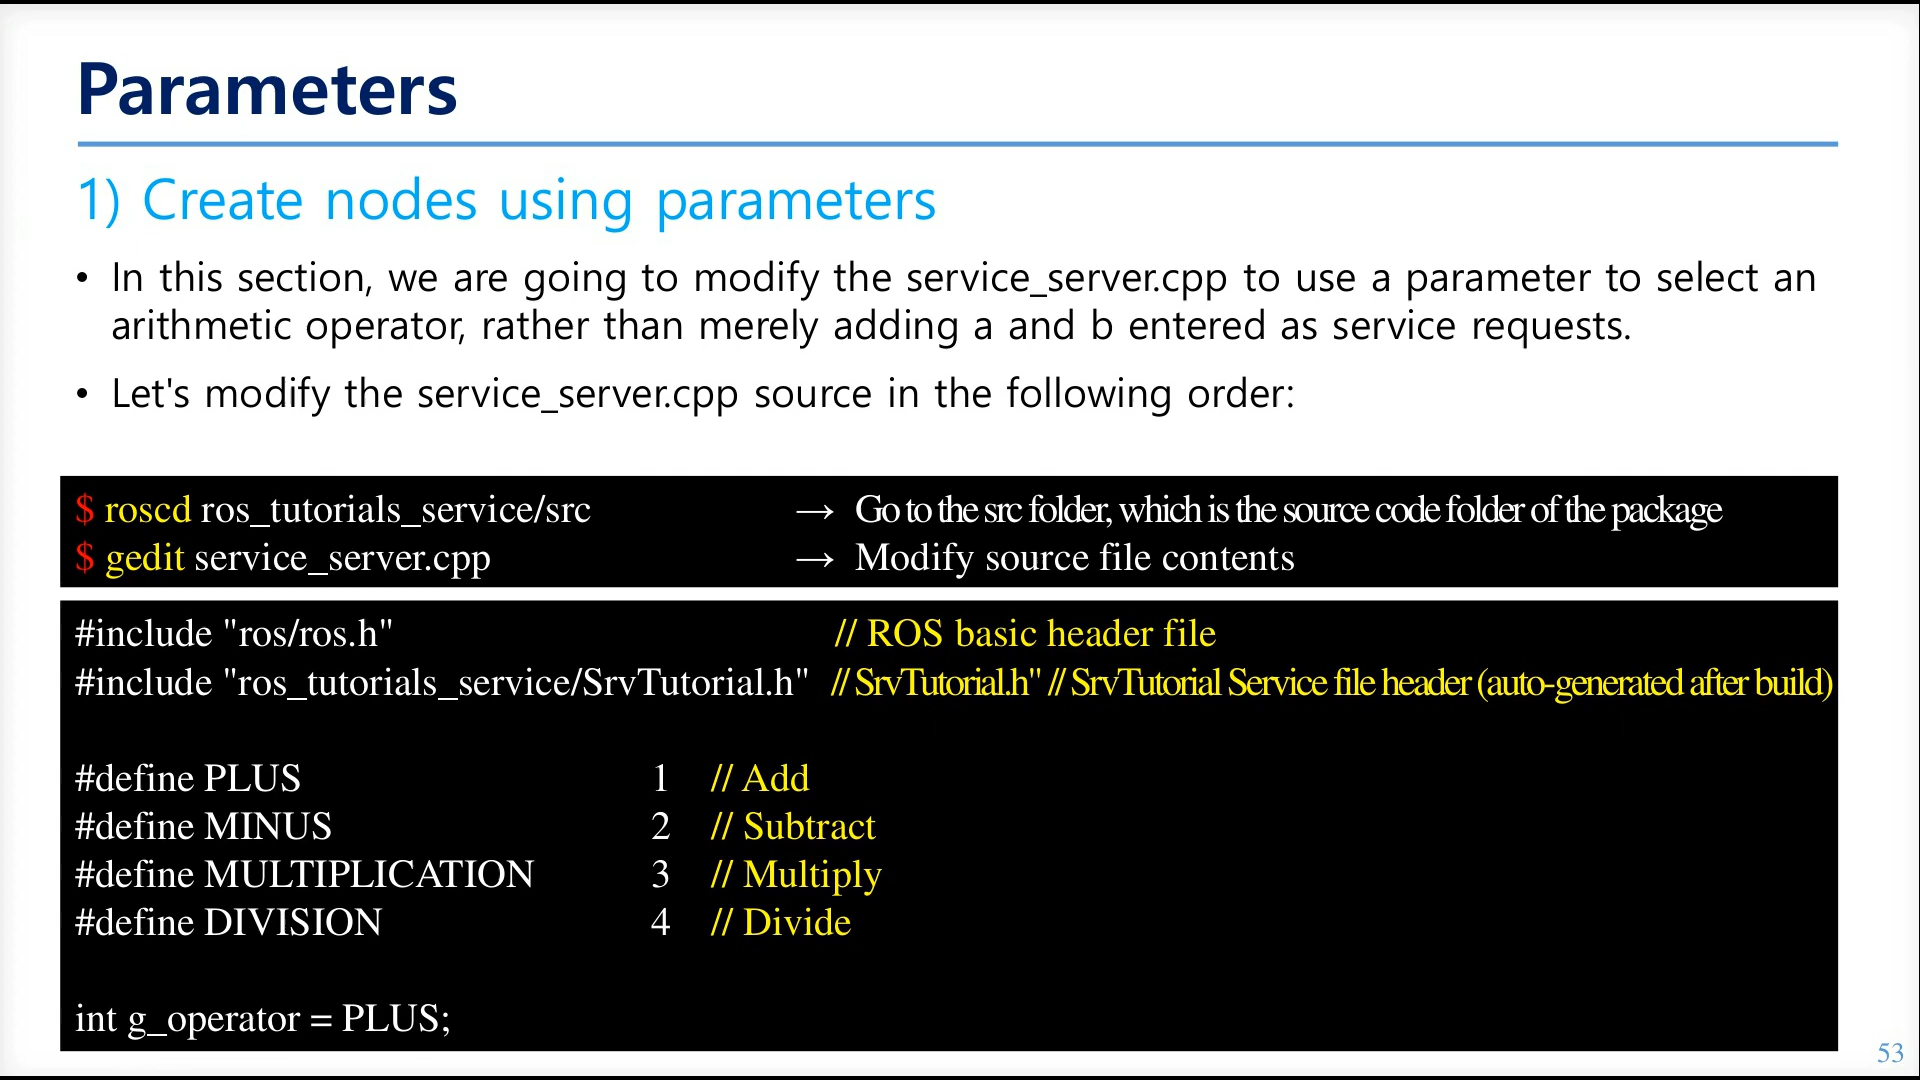 Parameters
1) Create nodes using parameters
• In this section, we are going to modify the service_server.cpp to use a parameter to select an
arithmetic operator, rather than merely adding a and b entered as service requests.
• Let's modify the service_server.cpp source in the following order:
$ roscd ros_tutorials_service/src → Go to the src folder, which is the source code folder of the package
$ gedit service_server.cpp → Modify source file contents
#include "ros/ros.h" // ROS basic header file
#include "ros_tutorials_service/SrvTutorial.h" // SrvTutorial.h" // SrvTutorial Service file header (auto-generated after build)
#define PLUS 1 // Add
#define MINUS 2 // Subtract
#define MULTIPLICATION 3 // Multiply
#define DIVISION 4 // Divide
int g_operator = PLUS;
53